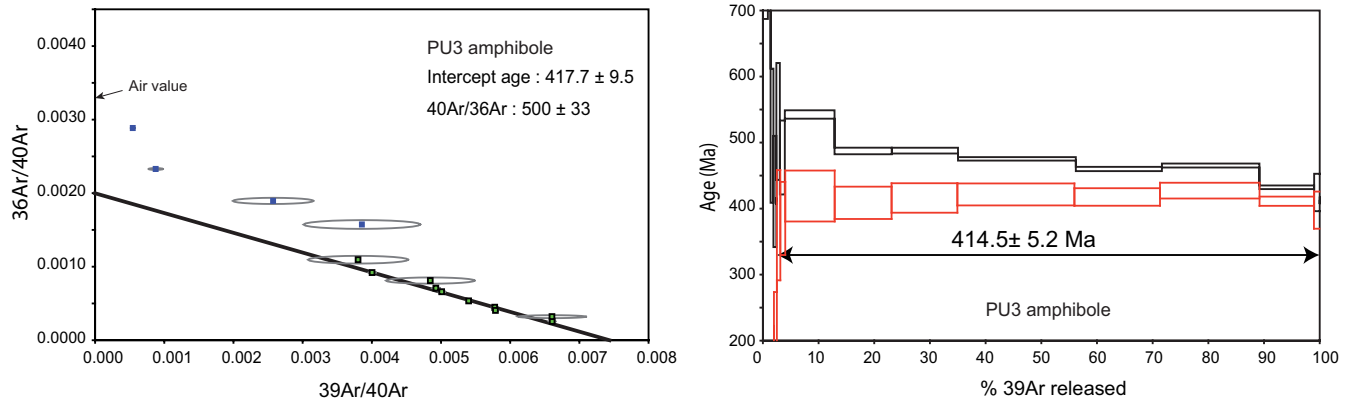 0.0040
0.0030
0.0020
0.0010
0.0000
36Ar/40Ar
Air value
PU3 amphibole
Intercept age : 417.7 ± 9.5
40Ar/36Ar : 500 ± 33
0.000 0.001 0.002 0.003 0.004 0.005 0.006 0.007 0.008
39Ar/40Ar
700
600
500
400
300
200
Age (Ma)
414.5± 5.2 Ma
PU3 amphibole
0 10 20 30 40 50 60 70 80 90 100
% 39Ar released